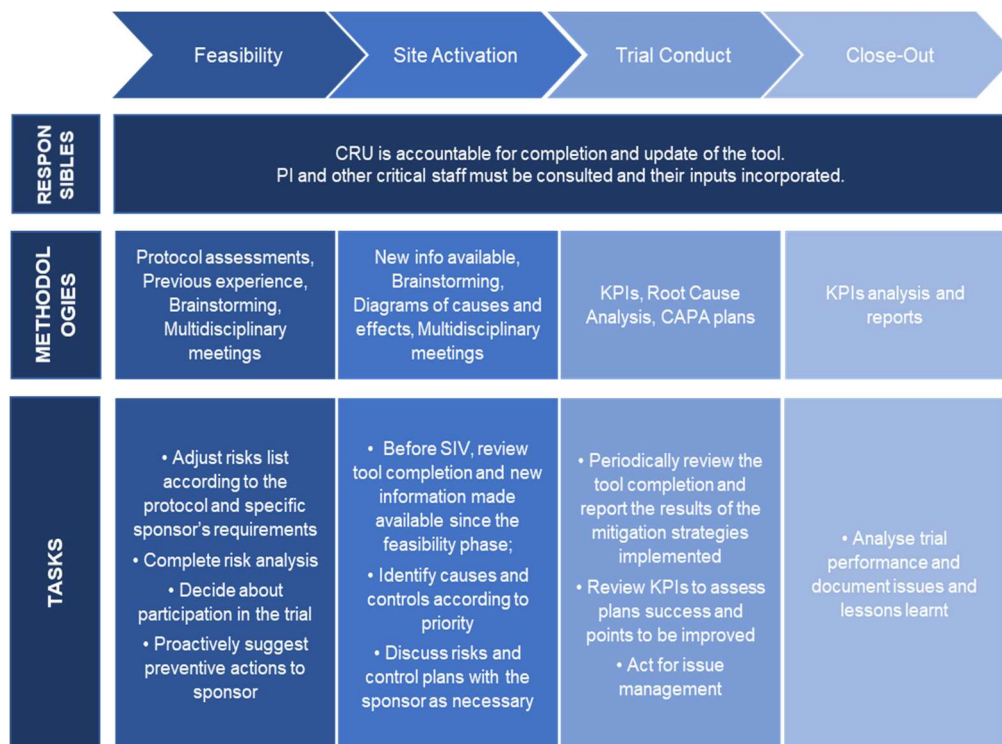 Feasibility
Site Activation
Trial Conduct
Close-Out
RESPON
SIBLES
CRU is accountable for completion and update of the tool.
PI and other critical staff must be consulted and their inputs incorporated.
METHODOL
OGIES
Protocol assessments,
Previous experience,
Brainstorming,
Multidisciplinary
meetings
New info available,
Brainstorming,
Diagrams of causes and
effects, Multidisciplinary
meetings
KPIs, Root Cause
Analysis, CAPA plans
KPIs analysis and
reports
TASKS
• Adjust risks list
according to the
protocol and specific
sponsor's requirements
• Complete risk analysis
• Decide about
participation in the trial
• Proactively suggest
preventive actions to
sponsor
• Before SIV, review
tool completion and new
information made
available since the
feasibility phase;
• Identify causes and
controls according to
priority
• Discuss risks and
control plans with the
sponsor as necessary
• Periodically review the
tool completion and
report the results of the
mitigation strategies
implemented
• Review KPIs to assess
plans success and
points to be improved
• Act for issue
management
• Analyse trial
performance and
document issues and
lessons learnt